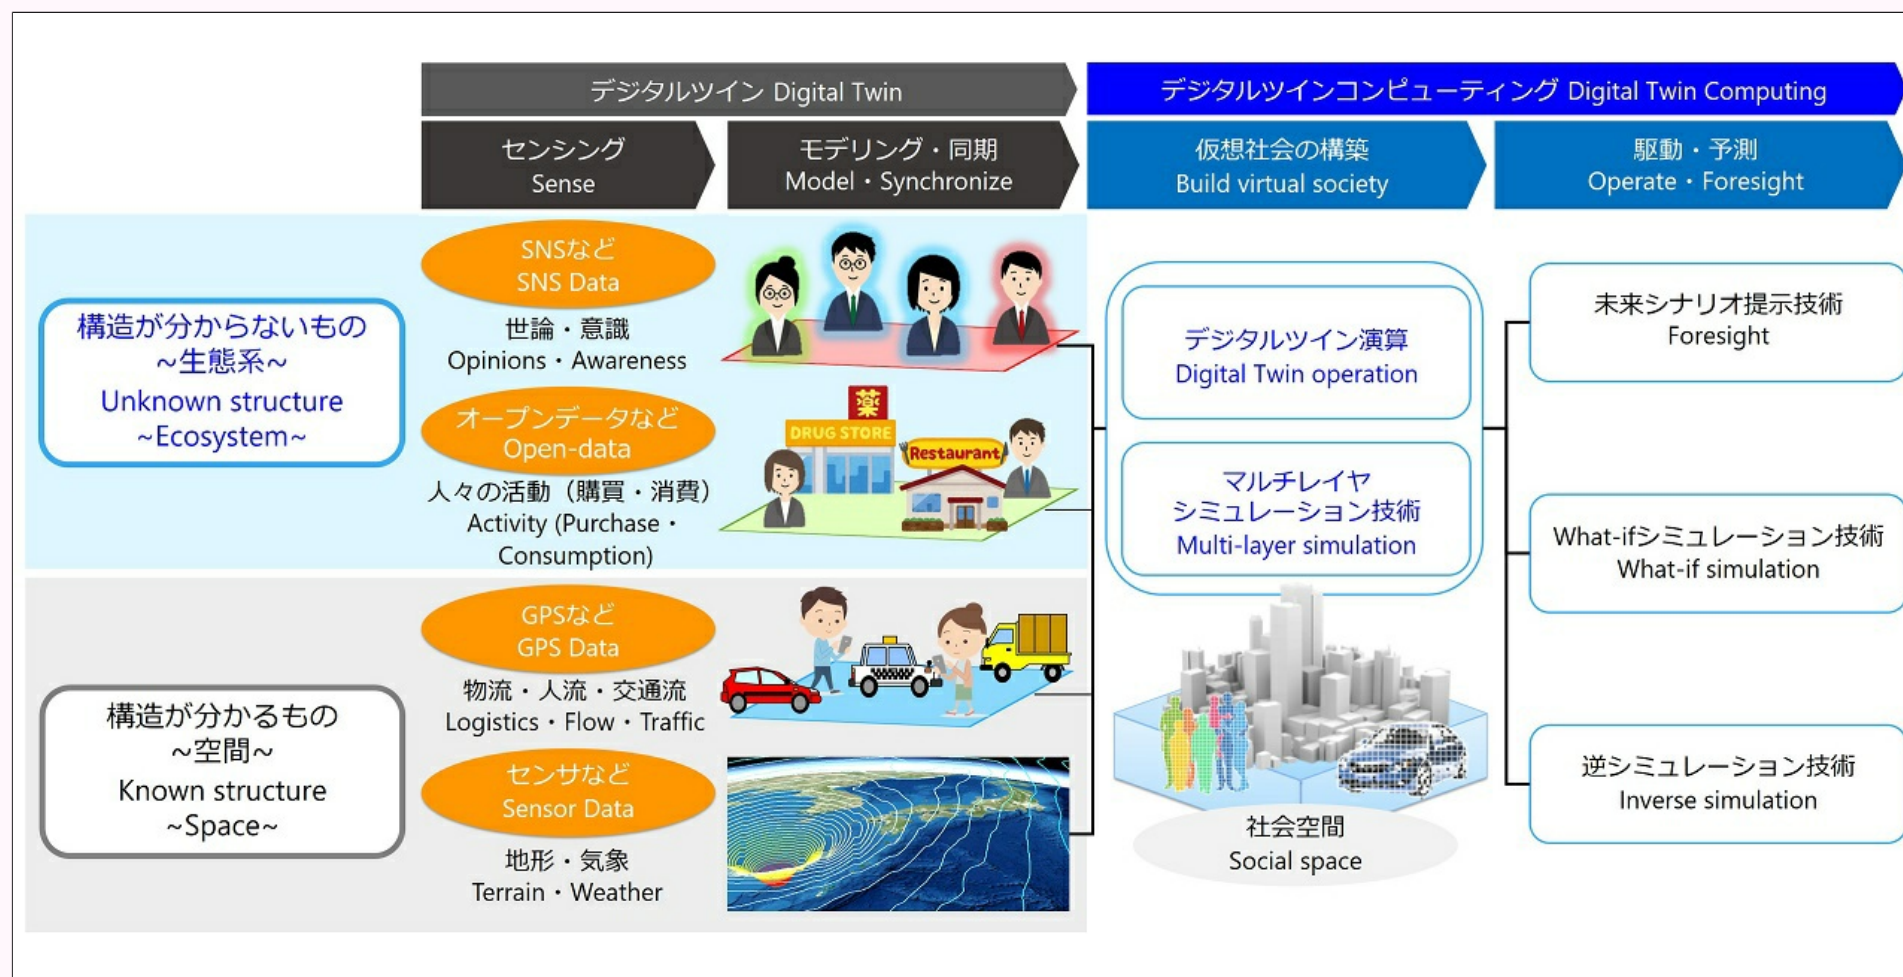 デジタルツイン Digital Twin
デジタルツインコンピューティング Digital Twin Computing
センシング
Sense
モデリング・同期
Model・Synchronize
仮想社会の構築
Build virtual society
駆動・予測
Operate・Foresight
構造が分からないもの
~生態系~
Unknown structure
~Ecosystem~
SNSなど
SNS Data
世論・意識
Opinions・Awareness
オープンデータなど
Open-data
人々の活動（購買・消費）
Activity (Purchase・
Consumption)
薬
DRUG STORE
Restaurant
構造が分かるもの
~空間~
Known structure
~Space~
GPSなど
GPS Data
物流・人流・交通流
Logistics・Flow・Traffic
センサなど
Sensor Data
地形・気象
Terrain・Weather
デジタルツイン演算
Digital Twin operation
マルチレイヤ
シミュレーション技術
Multi-layer simulation
社会空間
Social space
未来シナリオ提示技術
Foresight
What-ifシミュレーション技術
What-if simulation
逆シミュレーション技術
Inverse simulation